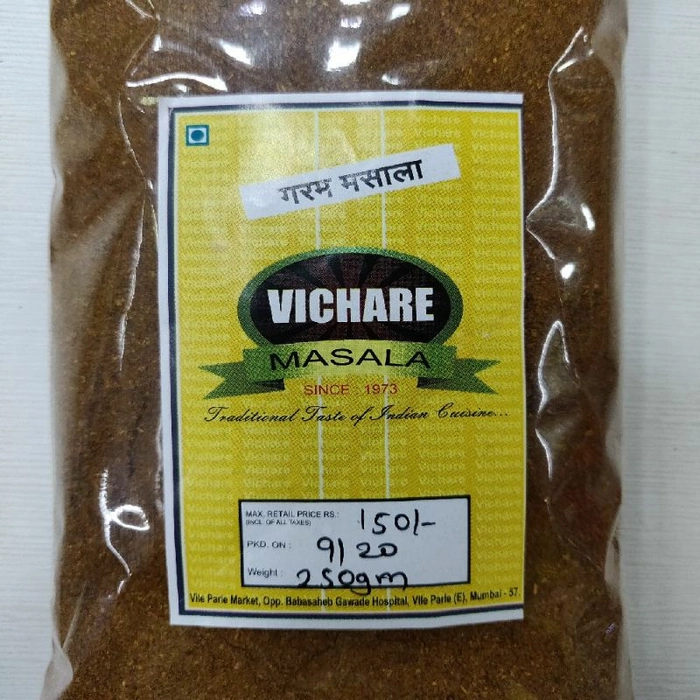 गरम मसाला
VICHARE
MASALA
SINCE : 1973
Traditional Taste of Indian Cuisine...
MAX. RETAIL PRICE RS.: 150/-
(INCL. OF ALL TAXES)
PKD. ON : 9/20
Weight : 250gm
Vile Parle Market, Opp. Babasaheb Gawade Hospital, Vile Parle (E), Mumbai - 57.